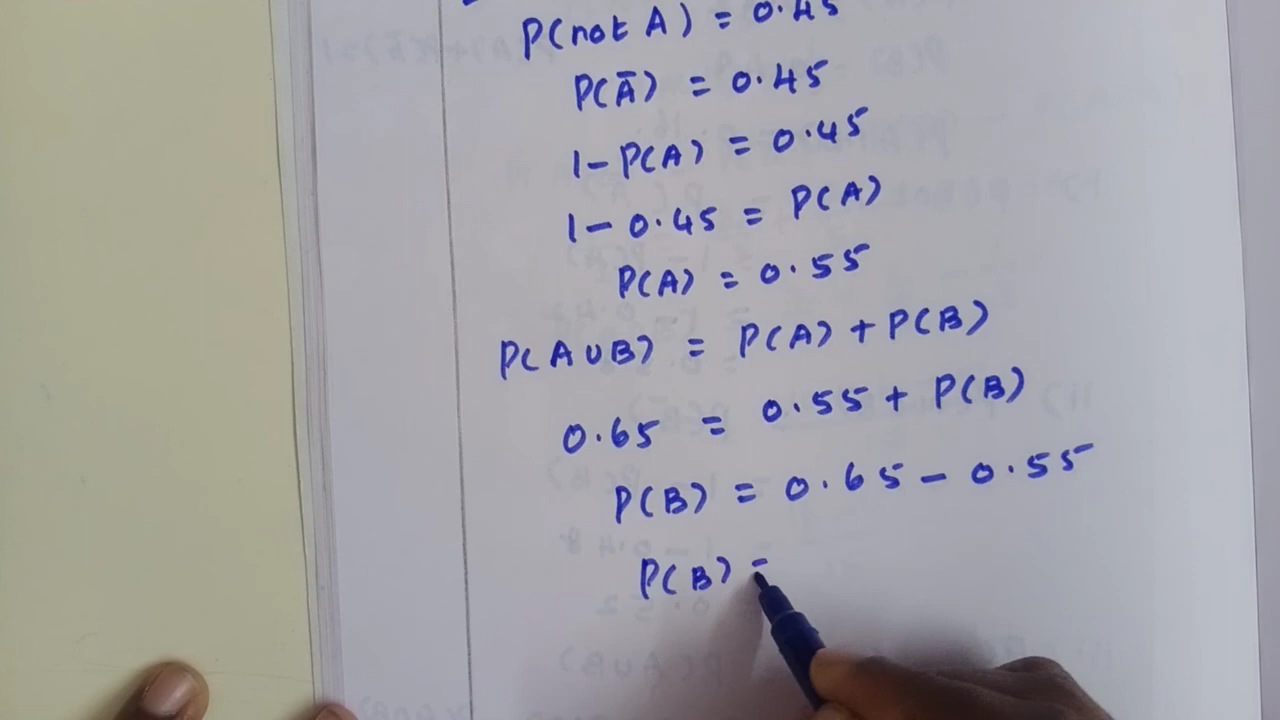 P(not A) = 0.45
P(Ā) = 0.45
1 - P(A) = 0.45
1 - 0.45 = P(A)
P(A) = 0.55
P(A∪B) = P(A) + P(B)
0.65 = 0.55 + P(B)
P(B) = 0.65 - 0.55
P(B) =